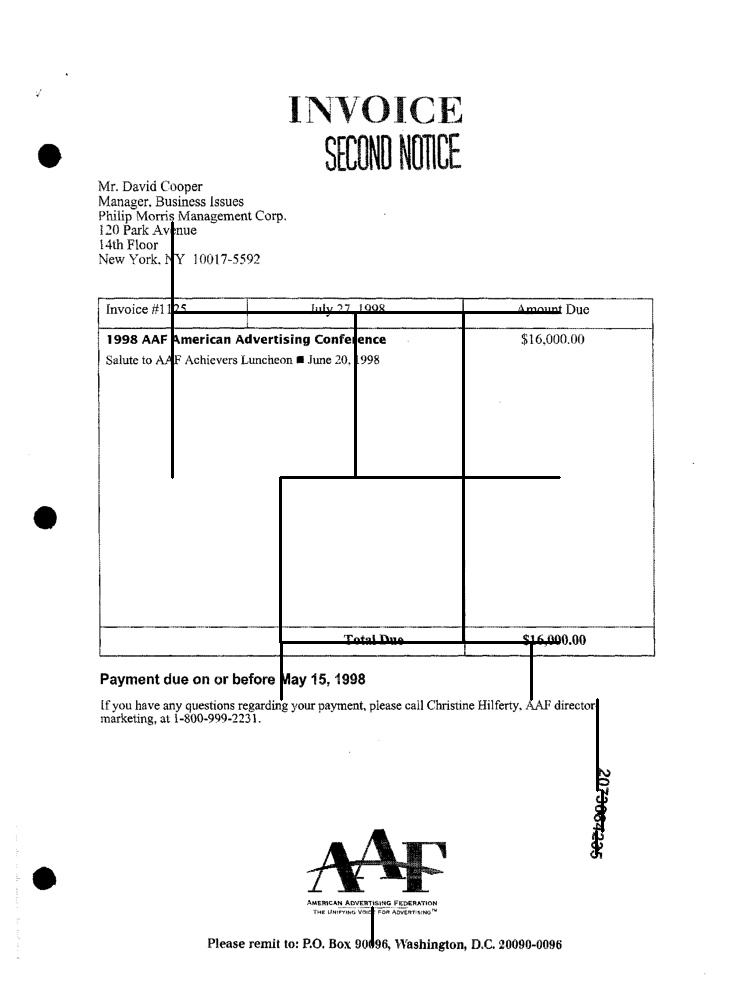 INVOICE
SECOND NOTICE
Mr. David Cooper
Manager, Business Issues
Philip Morris Management Corp.
120 Park Avenue
14th Floor
New York, NY 10017-5592
Invoice #1125 July 27, 1998 Amount Due
1998 AAF American Advertising Conference $16,000.00
Salute to AAF Achievers Luncheon ■ June 20, 1998
Total Due $16,000.00
Payment due on or before May 15, 1998
If you have any questions regarding your payment, please call Christine Hilferty, AAF director
marketing, at 1-800-999-2231.
AAF
AMERICAN ADVERTISING FEDERATION
THE UNIFYING VOICE FOR ADVERTISING™
Please remit to: P.O. Box 90096, Washington, D.C. 20090-0096